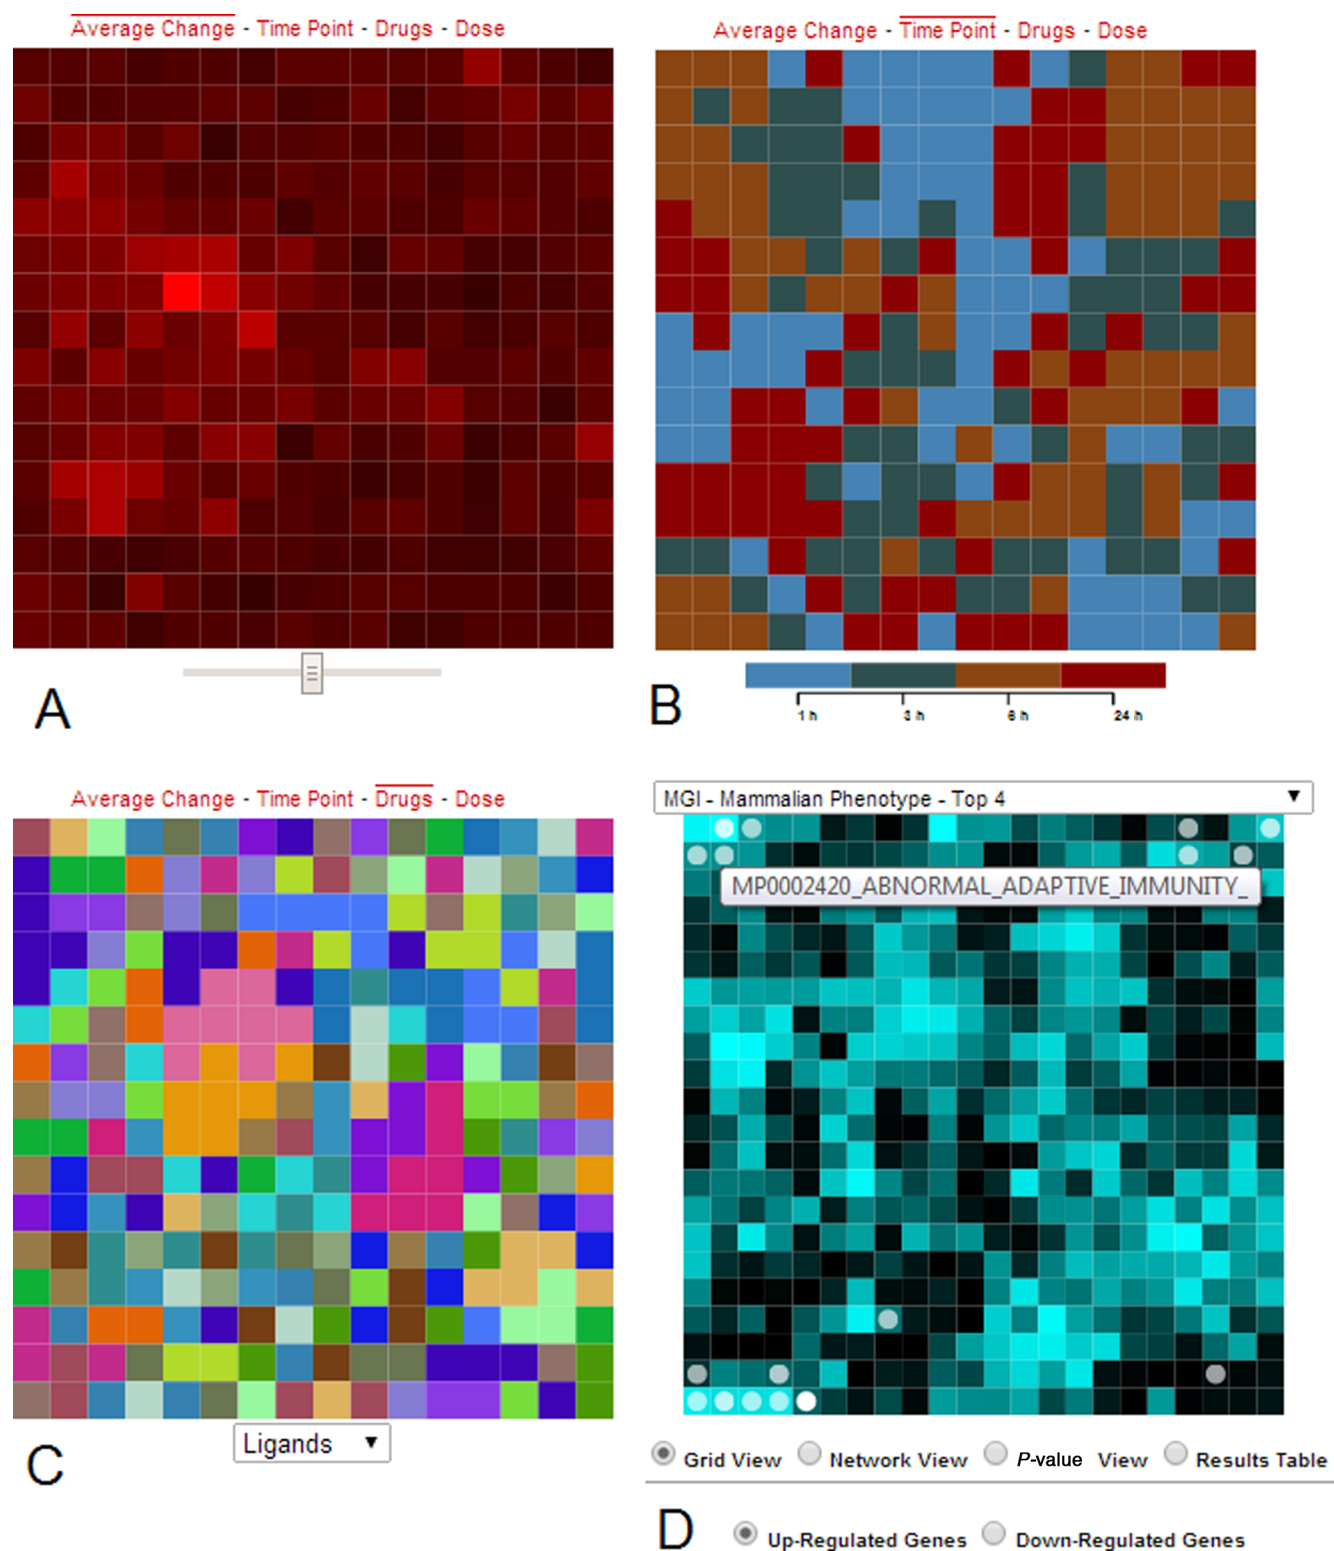 Average Change - Time Point - Drugs - Dose
Average Change - Time Point - Drugs - Dose
A
B
1 h 3 h 6 h 24 h
Average Change - Time Point - Drugs - Dose
MGI - Mammalian Phenotype - Top 4
MP0002420_ABNORMAL_ADAPTIVE_IMMUNITY_
Ligands
C
Grid View Network View P-value View Results Table
D
Up-Regulated Genes Down-Regulated Genes